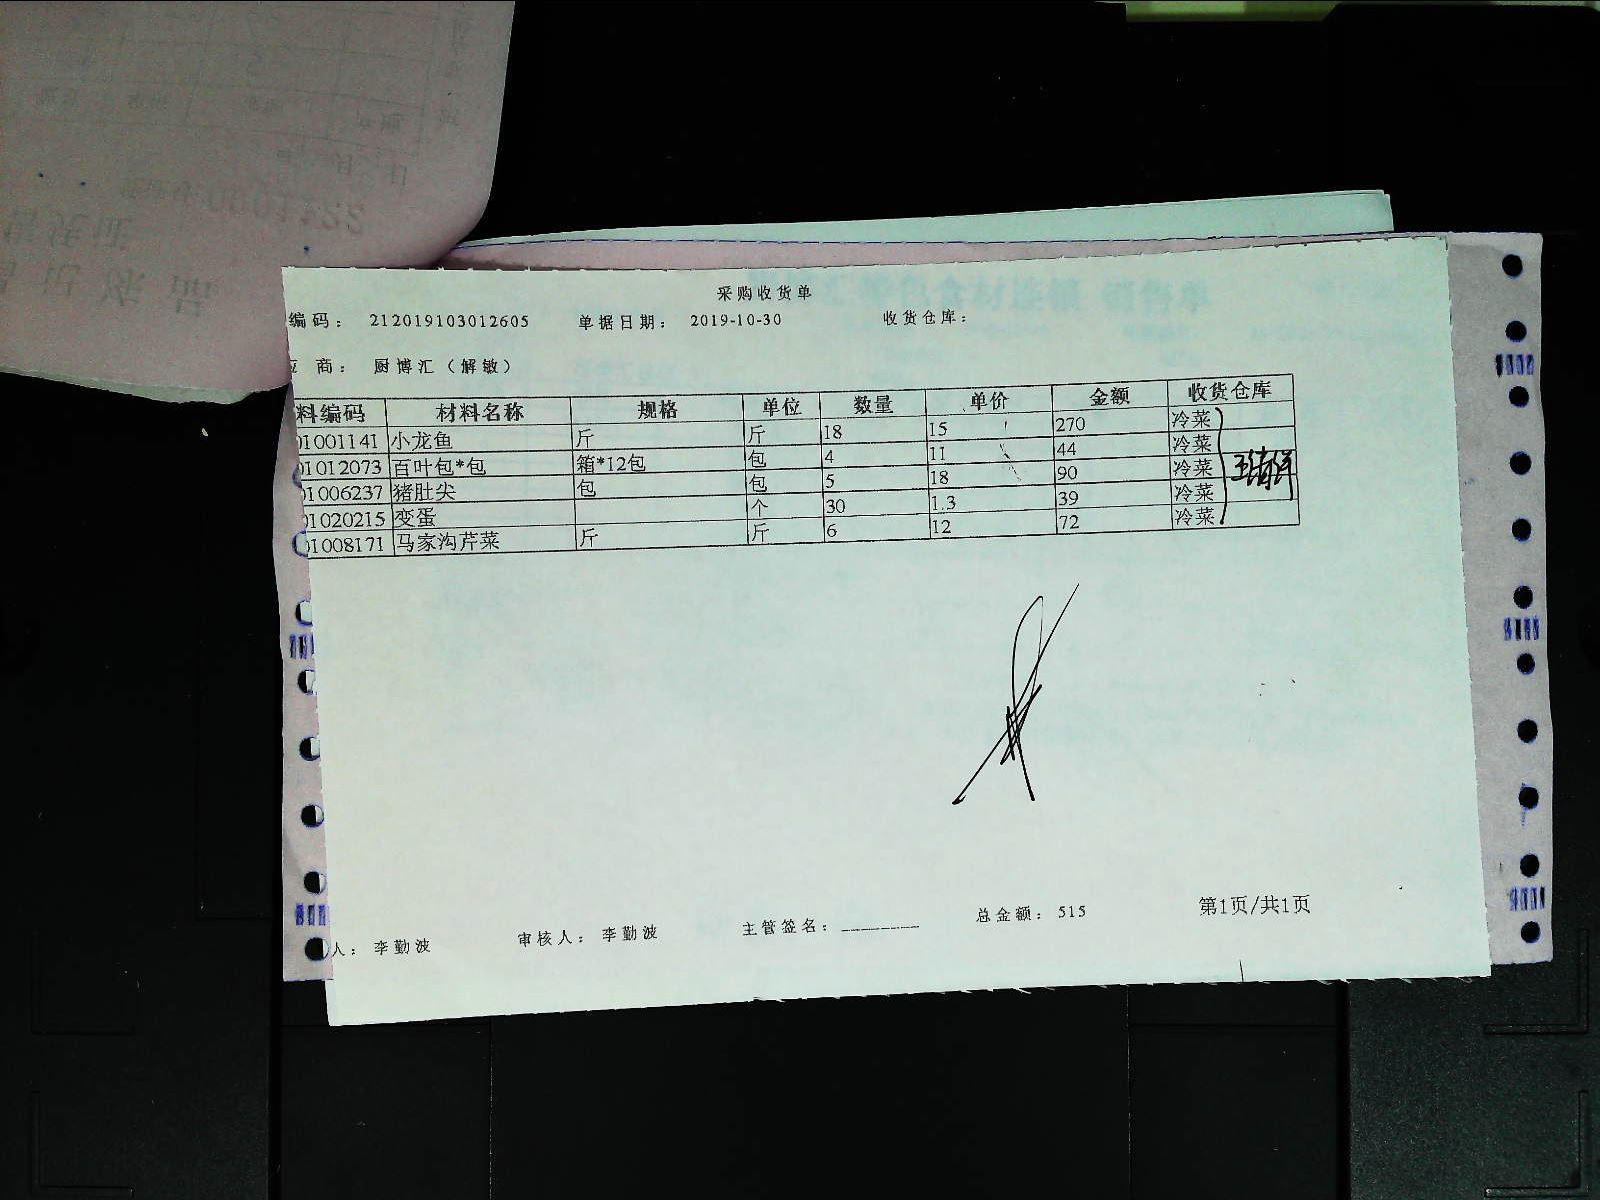 采购收货单
编码： 212019103012605 单据日期： 2019-10-30 收货仓库：
商： 厨博汇（解敏）
料编码 材料名称 规格 单位 数量 单价 金额 收货仓库
01001141 小龙鱼 斤 斤 18 15 270 冷菜
01012073 百叶包*包 箱*12包 包 4 11 44 冷菜
01006237 猪肚尖 包 包 5 18 90 冷菜
01020215 变蛋 个 30 1.3 39 冷菜
01008171 马家沟芹菜 斤 斤 6 12 72 冷菜
人： 李勤波 审核人： 李勤波 主管签名：________ 总金额： 515 第1页/共1页